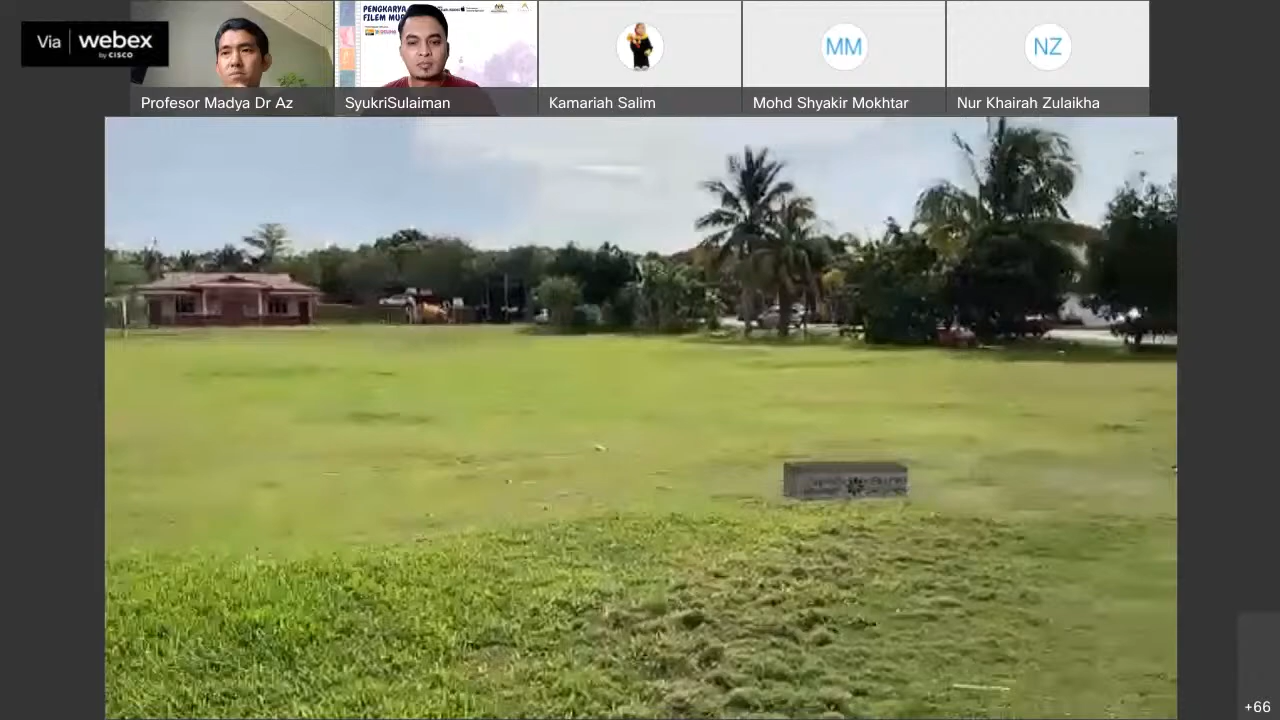 Via webex
by CISCO
PENGKARYA
Profesor Madya Dr Az
SyukriSulaiman
Kamariah Salim
MM
Mohd Shyakir Mokhtar
NZ
Nur Khairah Zulaikha
+66